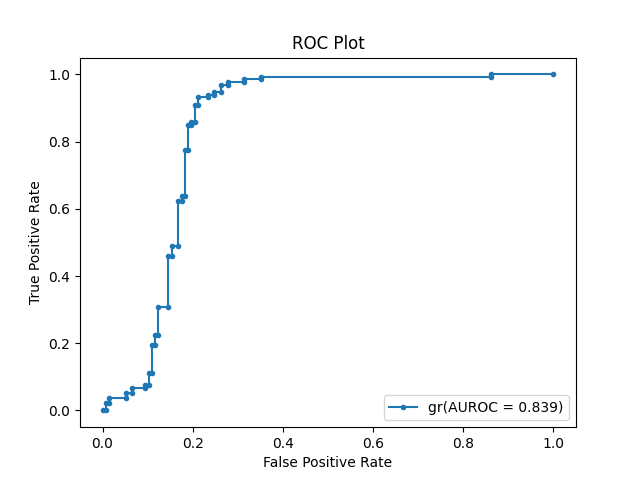 ROC Plot
1.0
0.8
0.6
0.4
0.2
0.0
True Positive Rate
gr(AUROC = 0.839)
0.0 0.2 0.4 0.6 0.8 1.0
False Positive Rate